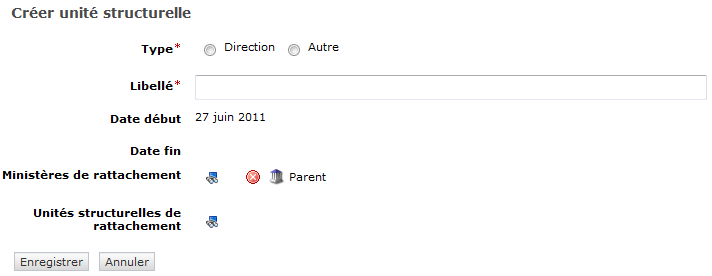 Créer unité structurelle
Type* Direction Autre
Libellé*
Date début 27 juin 2011
Date fin
Ministères de rattachement Parent
Unités structurelles de
rattachement
Enregistrer Annuler